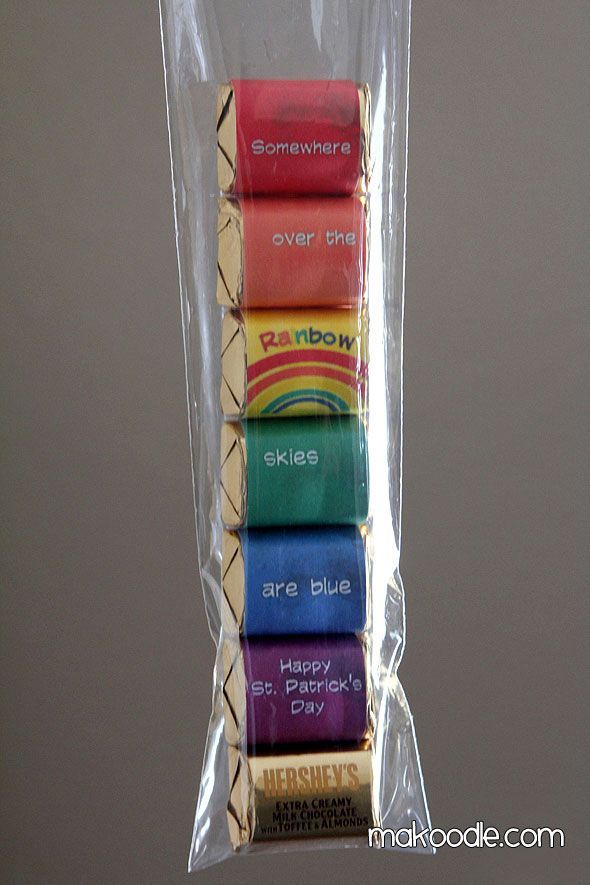 Somewhere
over the
Rainbow
skies
are blue
Happy
St. Patrick's
Day
HERSHEY'S
EXTRA CREAMY
MILK CHOCOLATE
WITH TOFFEE & ALMONDS
makoodle.com